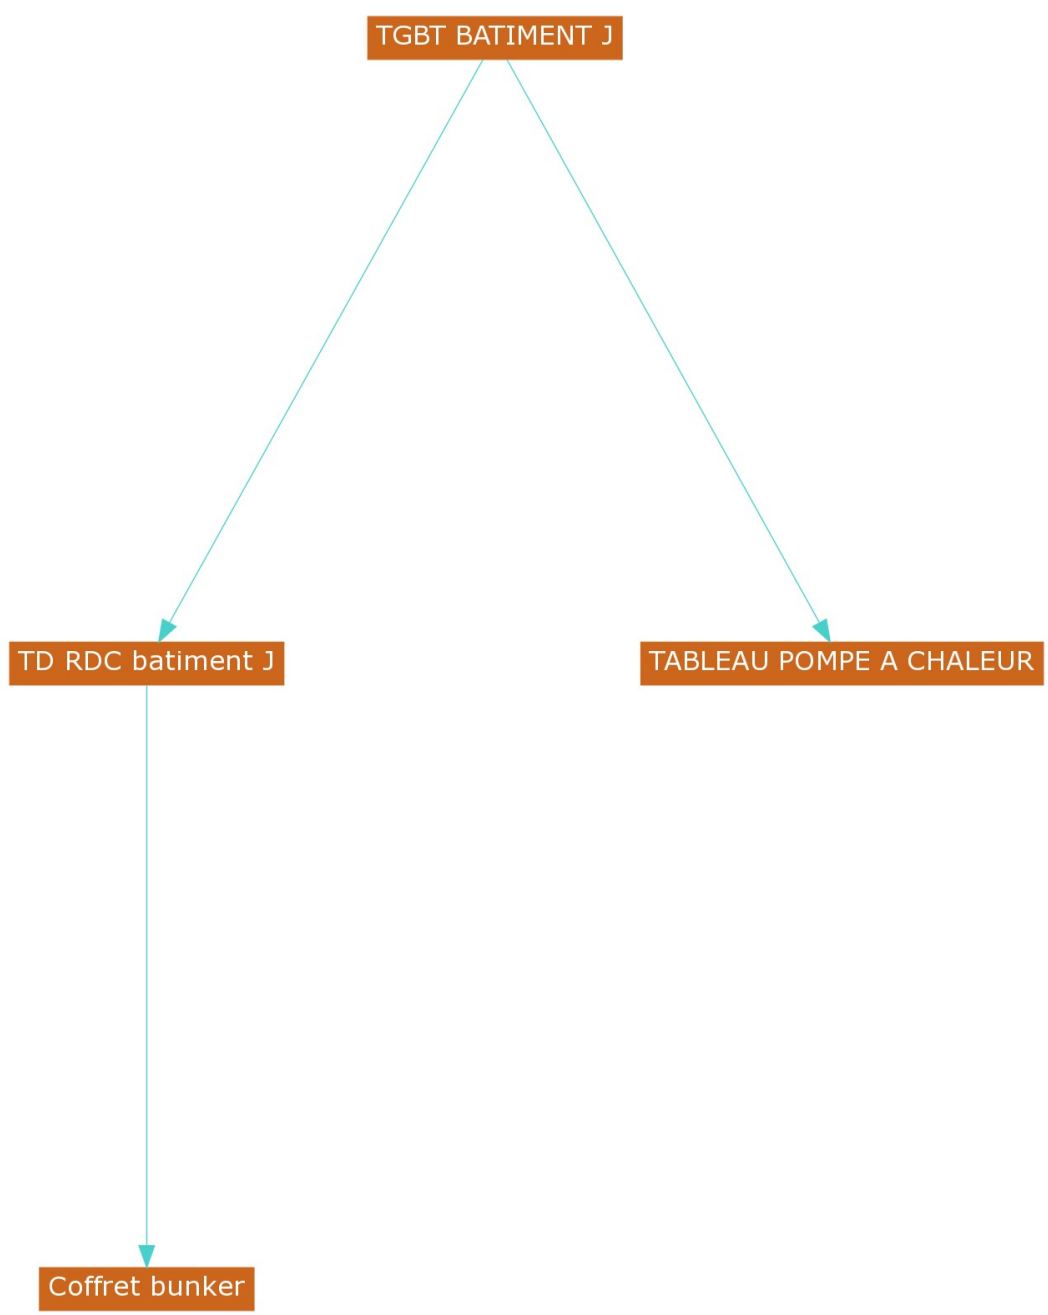 TGBT BATIMENT J
TD RDC batiment J
TABLEAU POMPE A CHALEUR
Coffret bunker